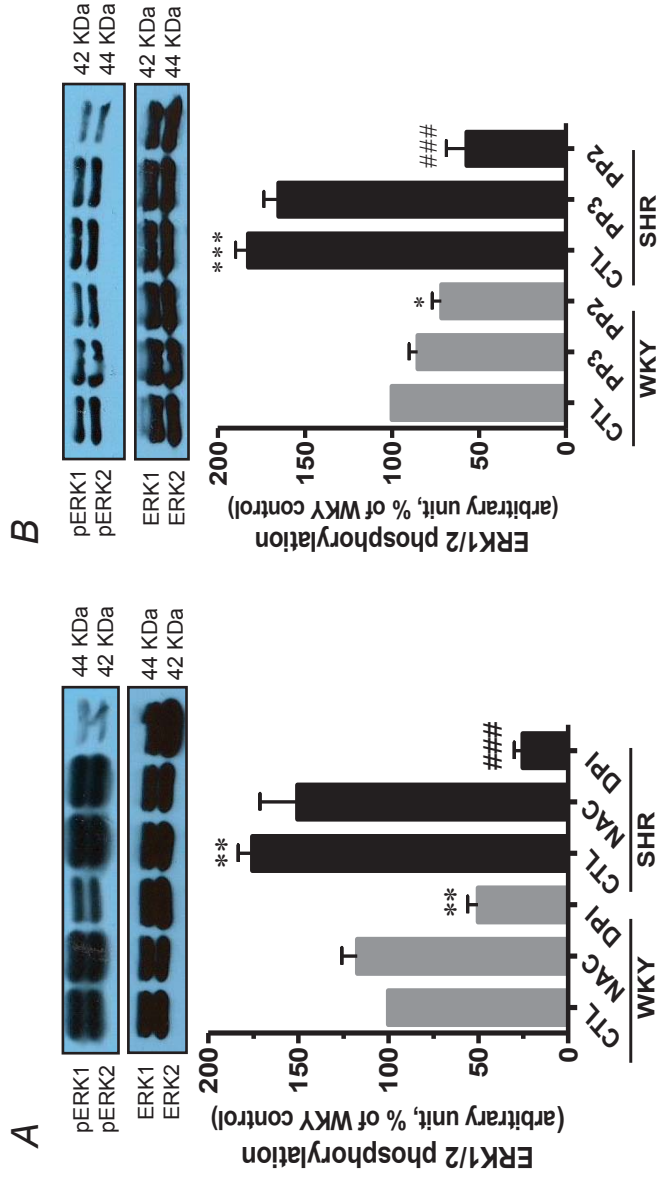 A
pERK1 44 KDa
pERK2 42 KDa
ERK1 44 KDa
ERK2 42 KDa
ERK1/2 phosphorylation
(arbitrary unit, % of WKY control)
200
150
100
50
0
** ** ###
CTL NAC DPI CTL NAC DPI
WKY SHR
B
pERK1 42 KDa
pERK2 44 KDa
ERK1 42 KDa
ERK2 44 KDa
ERK1/2 phosphorylation
(arbitrary unit, % of WKY control)
200
150
100
50
0
* *** ###
CTL PP3 PP2 CTL PP3 PP2
WKY SHR